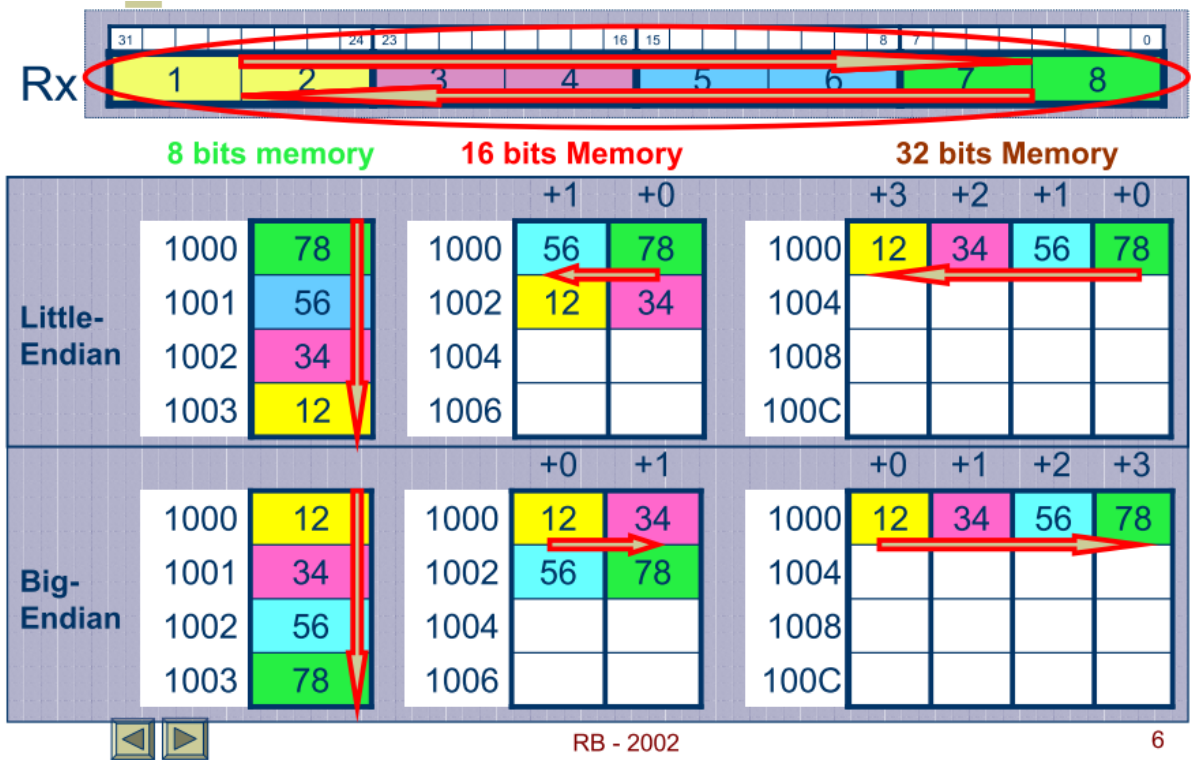 31 24 23 16 15 8 7 0
Rx 1 2 3 4 5 6 7 8
8 bits memory 16 bits Memory 32 bits Memory
+1 +0 +3 +2 +1 +0
1000 78 1000 56 78 1000 12 34 56 78
1001 56 1002 12 34 1004
1002 34 1004 1008
1003 12 1006 100C
Little-
Endian
+0 +1 +0 +1 +2 +3
1000 12 1000 12 34 1000 12 34 56 78
1001 34 1002 56 78 1004
1002 56 1004 1008
1003 78 1006 100C
Big-
Endian
RB - 2002 6